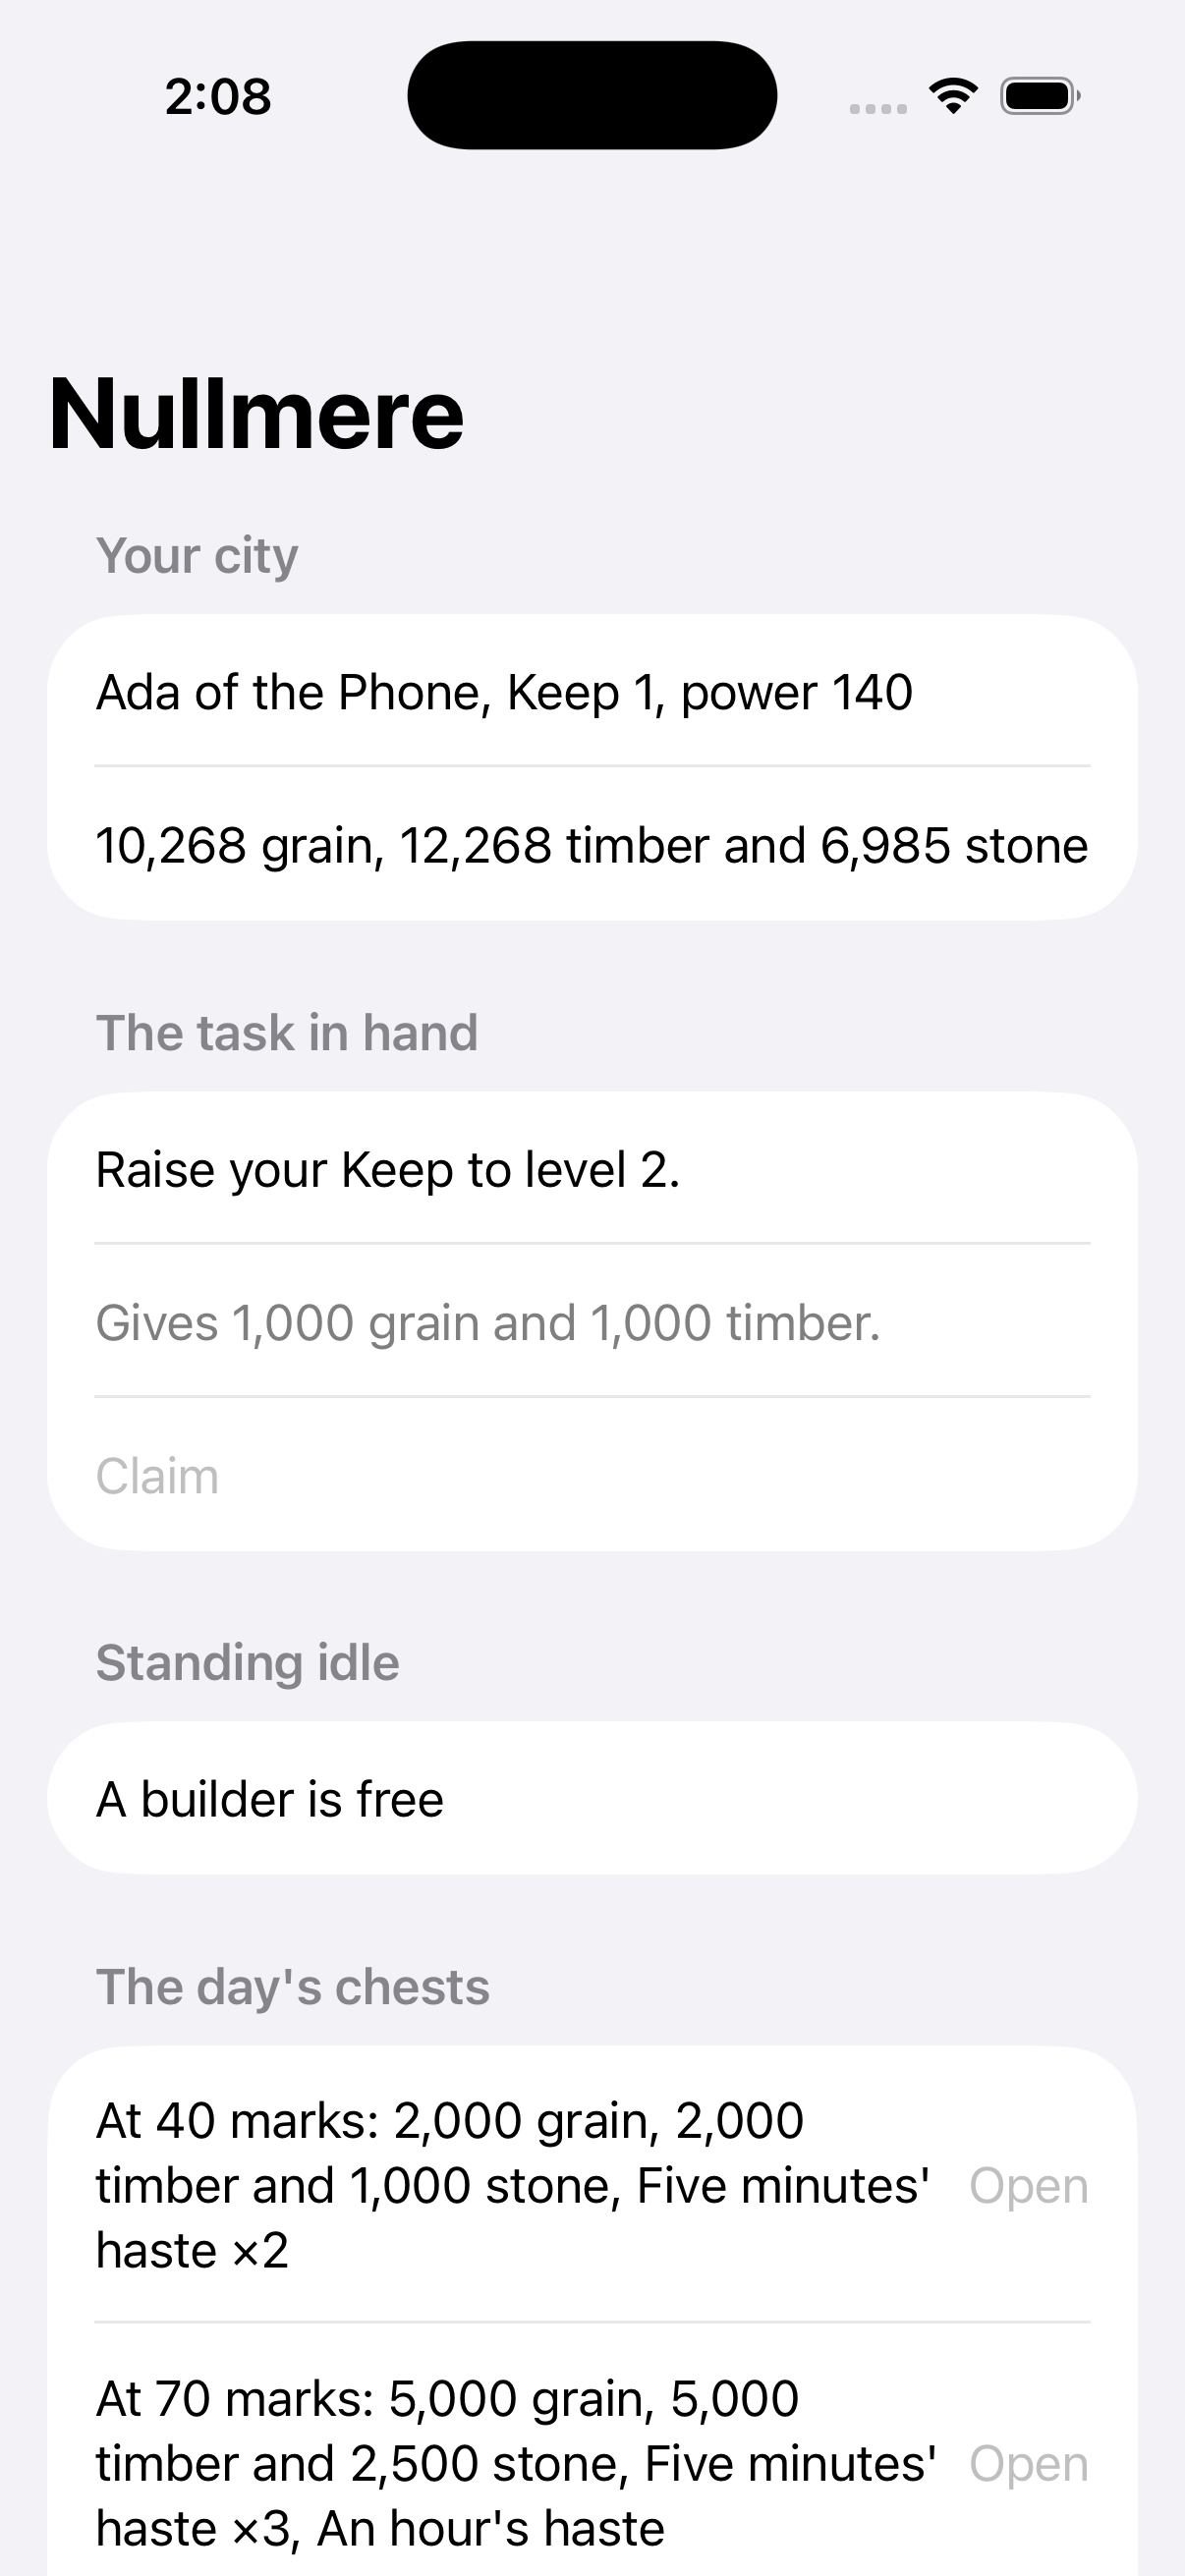 2:08
Nullmere
Your city
Ada of the Phone, Keep 1, power 140
10,268 grain, 12,268 timber and 6,985 stone
The task in hand
Raise your Keep to level 2.
Gives 1,000 grain and 1,000 timber.
Claim
Standing idle
A builder is free
The day's chests
At 40 marks: 2,000 grain, 2,000
timber and 1,000 stone, Five minutes' Open
haste ×2
At 70 marks: 5,000 grain, 5,000
timber and 2,500 stone, Five minutes' Open
haste ×3, An hour's haste